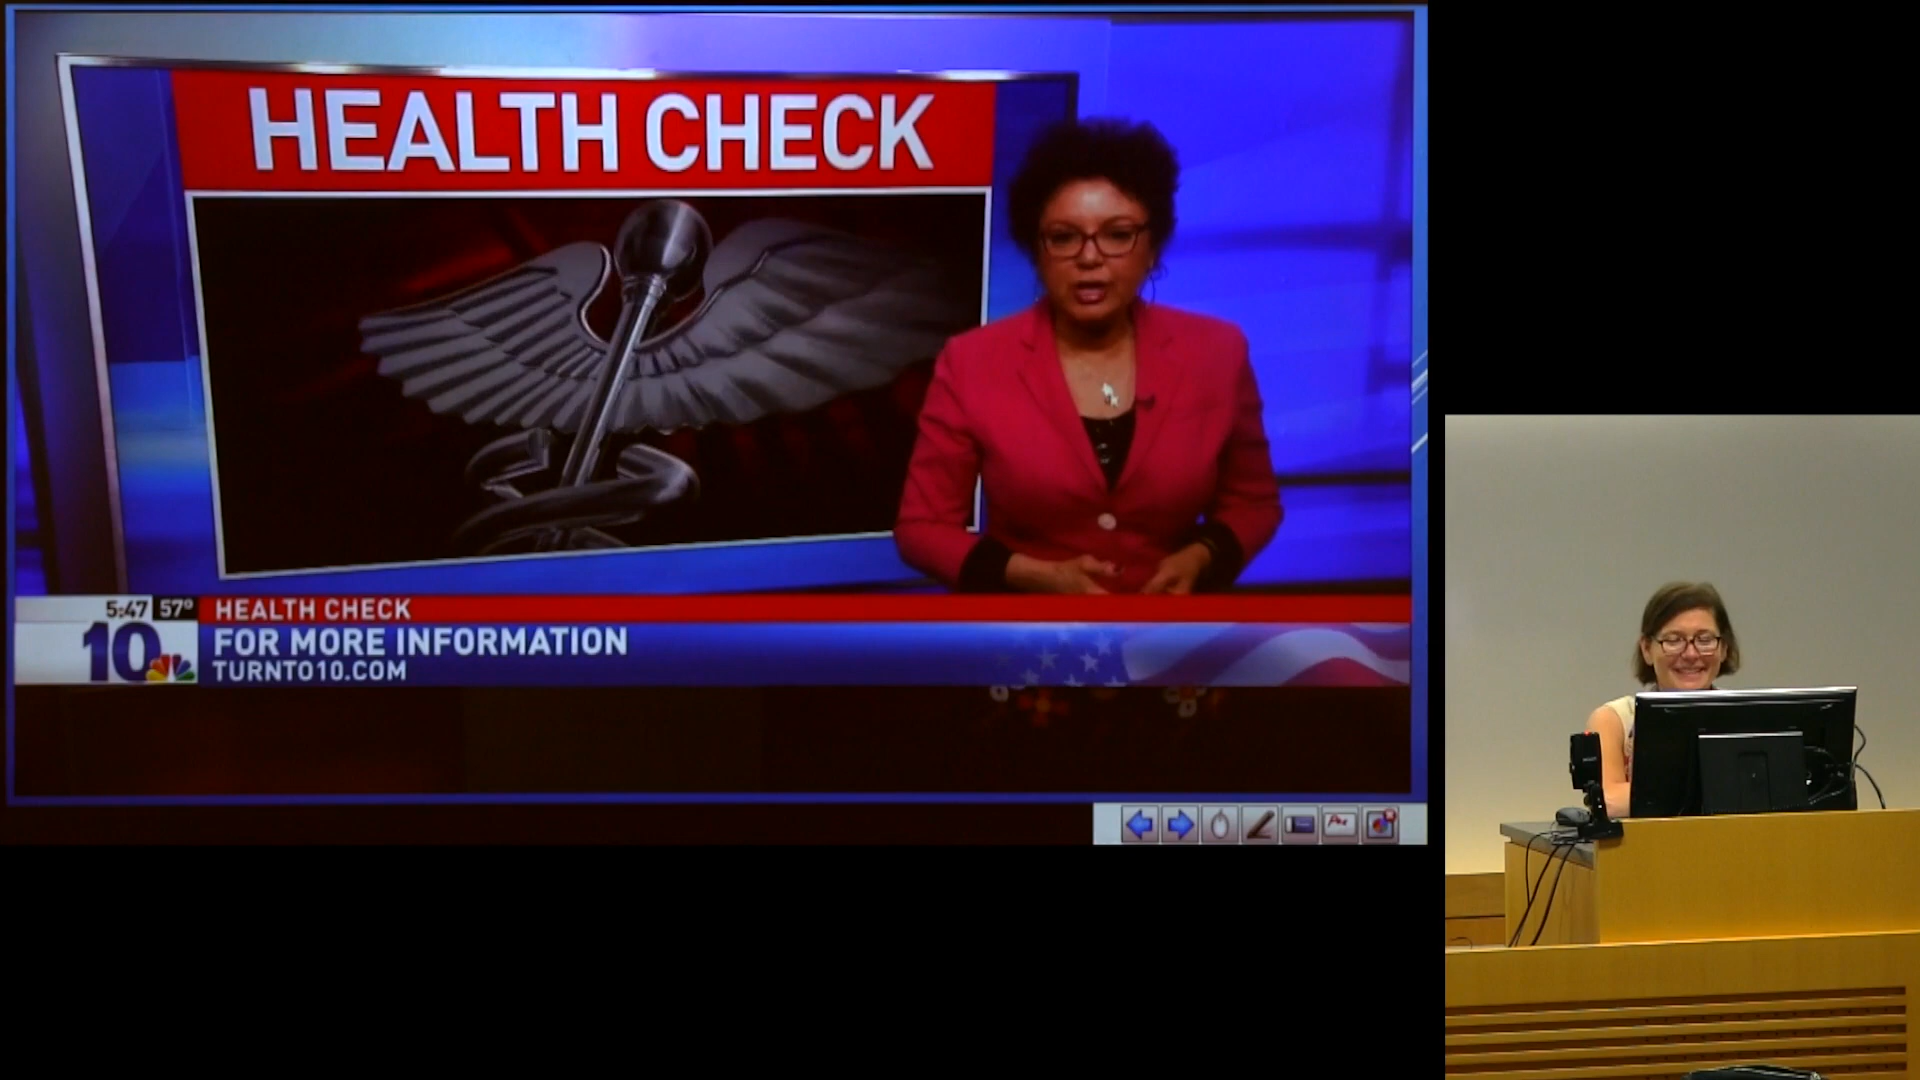 HEALTH CHECK
5:47 57°
HEALTH CHECK
10
FOR MORE INFORMATION
TURNTO10.COM